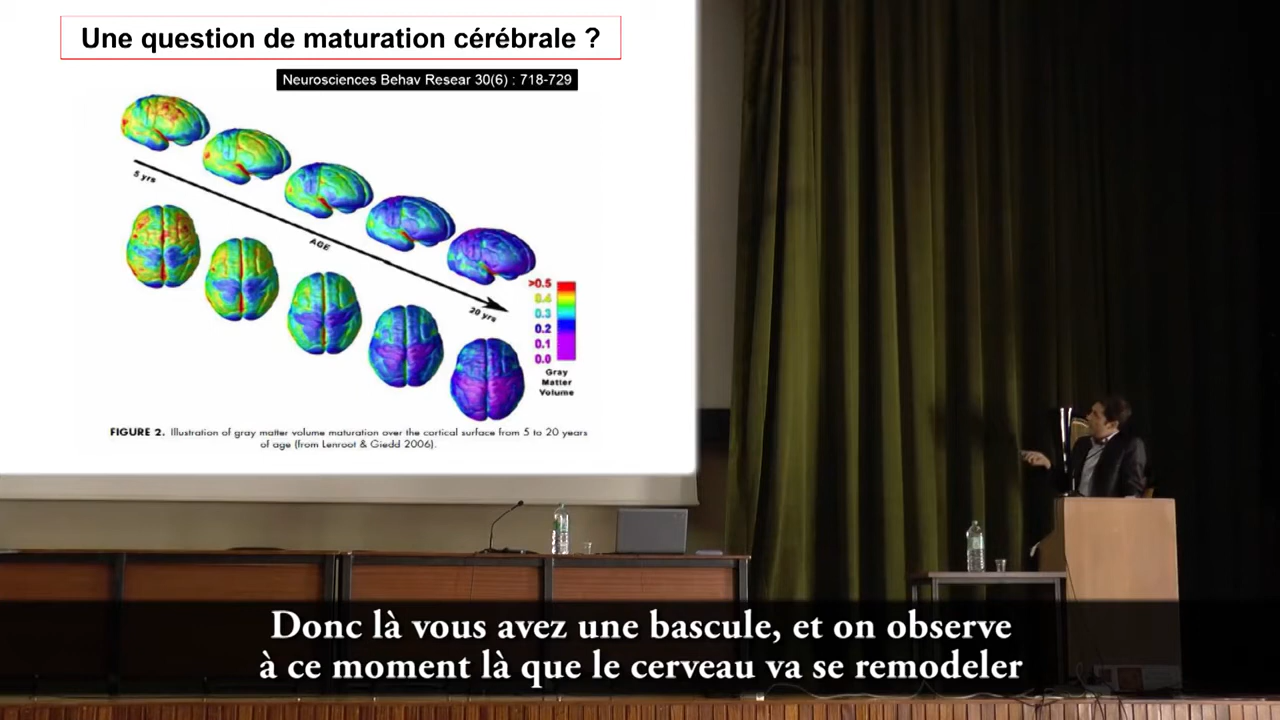 Une question de maturation cérébrale ?
Neurosciences Behav Resear 30(6) : 718-729
5 yrs
AGE
20 yrs
>0.5
0.4
0.3
0.2
0.1
0.0
Gray
Matter
Volume
FIGURE 2. Illustration of gray matter volume maturation over the cortical surface from 5 to 20 years
of age (from Lenroot & Giedd 2006).
Donc là vous avez une bascule, et on observe
à ce moment là que le cerveau va se remodeler